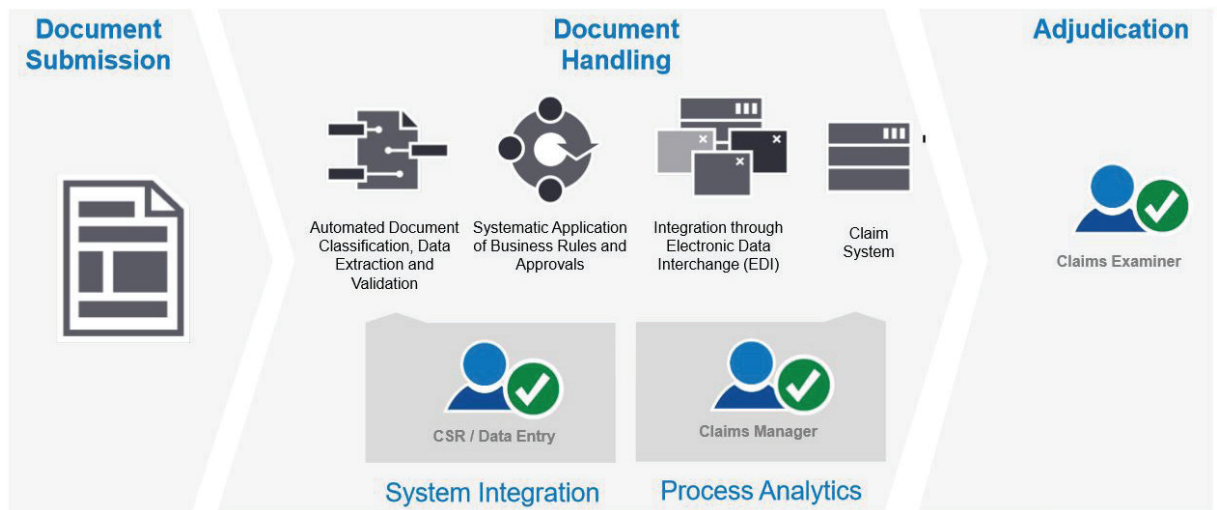 Document
Submission
Document
Handling
Adjudication
Automated Document
Classification, Data
Extraction and
Validation
Systematic Application
of Business Rules and
Approvals
Integration through
Electronic Data
Interchange (EDI)
Claim
System
Claims Examiner
CSR / Data Entry
Claims Manager
System Integration
Process Analytics